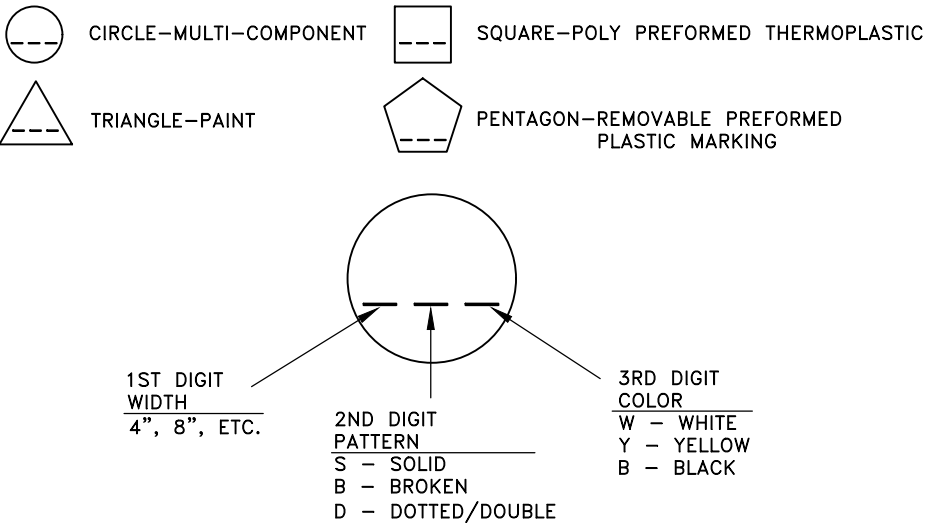 CIRCLE-MULTI-COMPONENT
SQUARE-POLY PREFORMED THERMOPLASTIC
TRIANGLE-PAINT
PENTAGON-REMOVABLE PREFORMED
PLASTIC MARKING
1ST DIGIT
WIDTH
4", 8", ETC.
2ND DIGIT
PATTERN
S - SOLID
B - BROKEN
D - DOTTED/DOUBLE
3RD DIGIT
COLOR
W - WHITE
Y - YELLOW
B - BLACK